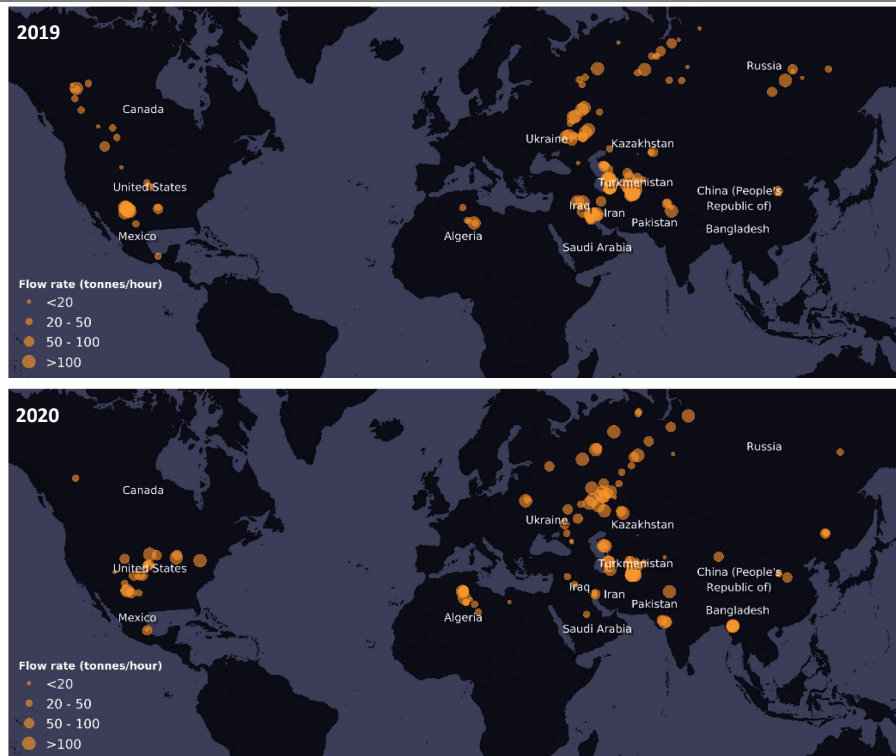 2019
Russia
Canada
Ukraine
Kazakhstan
United States
Turkmenistan
China (People's
Republic of)
Iraq
Iran
Pakistan
Mexico
Algeria
Bangladesh
Saudi Arabia
Flow rate (tonnes/hour)
<20
20 - 50
50 - 100
>100
2020
Russia
Canada
Ukraine
Kazakhstan
United States
Turkmenistan
China (People's
Republic of)
Iraq
Iran
Pakistan
Mexico
Algeria
Bangladesh
Saudi Arabia
Flow rate (tonnes/hour)
<20
20 - 50
50 - 100
>100